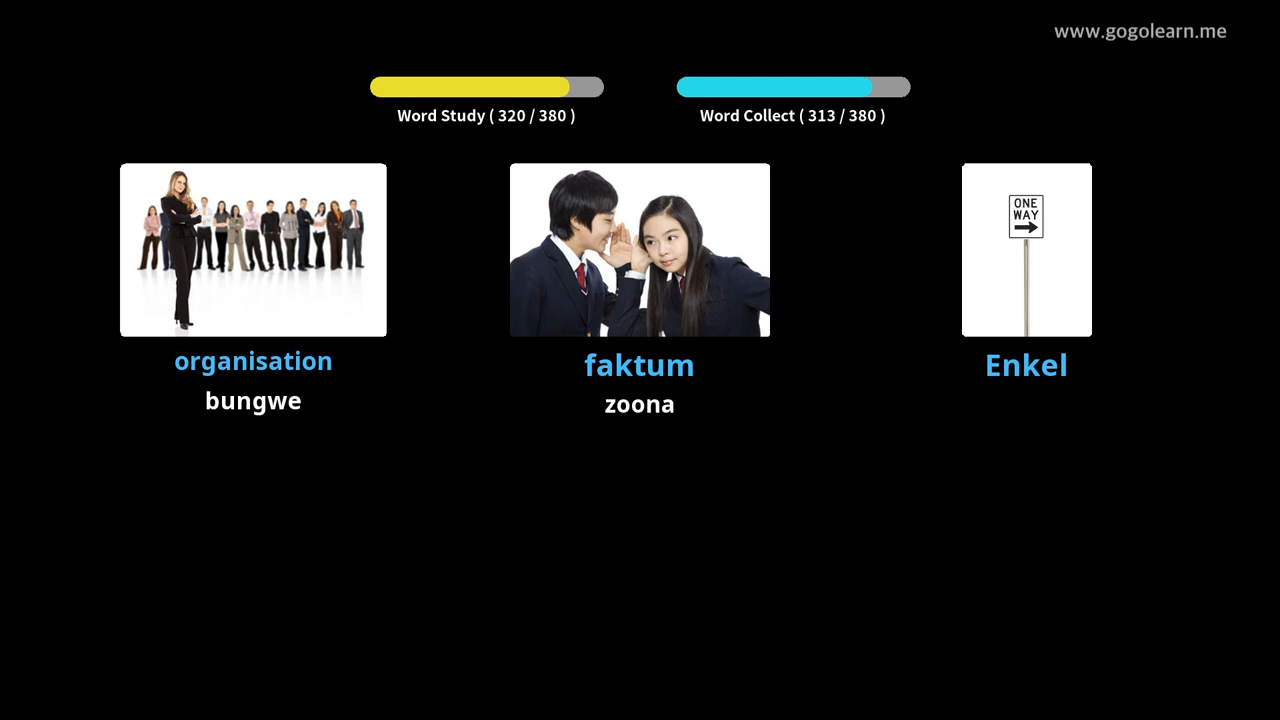 www.gogolearn.me
Word Study ( 320 / 380 )
Word Collect ( 313 / 380 )
ONE
WAY
organisation
faktum
Enkel
bungwe
zoona